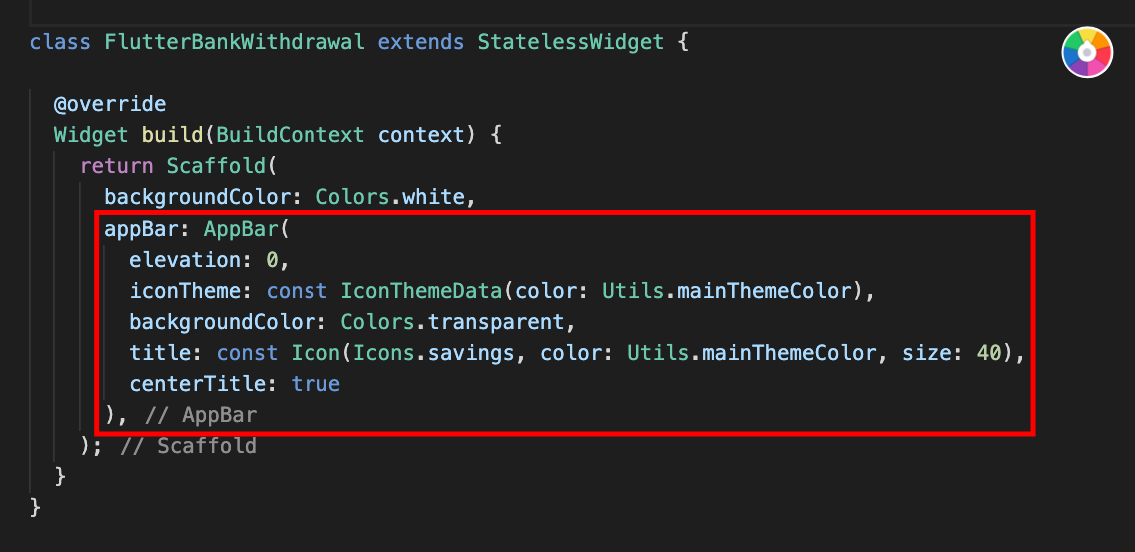 class FlutterBankWithdrawal extends StatelessWidget {
@override
Widget build(BuildContext context) {
return Scaffold(
backgroundColor: Colors.white,
appBar: AppBar(
elevation: 0,
iconTheme: const IconThemeData(color: Utils.mainThemeColor),
backgroundColor: Colors.transparent,
title: const Icon(Icons.savings, color: Utils.mainThemeColor, size: 40),
centerTitle: true
), // AppBar
); // Scaffold
}
}